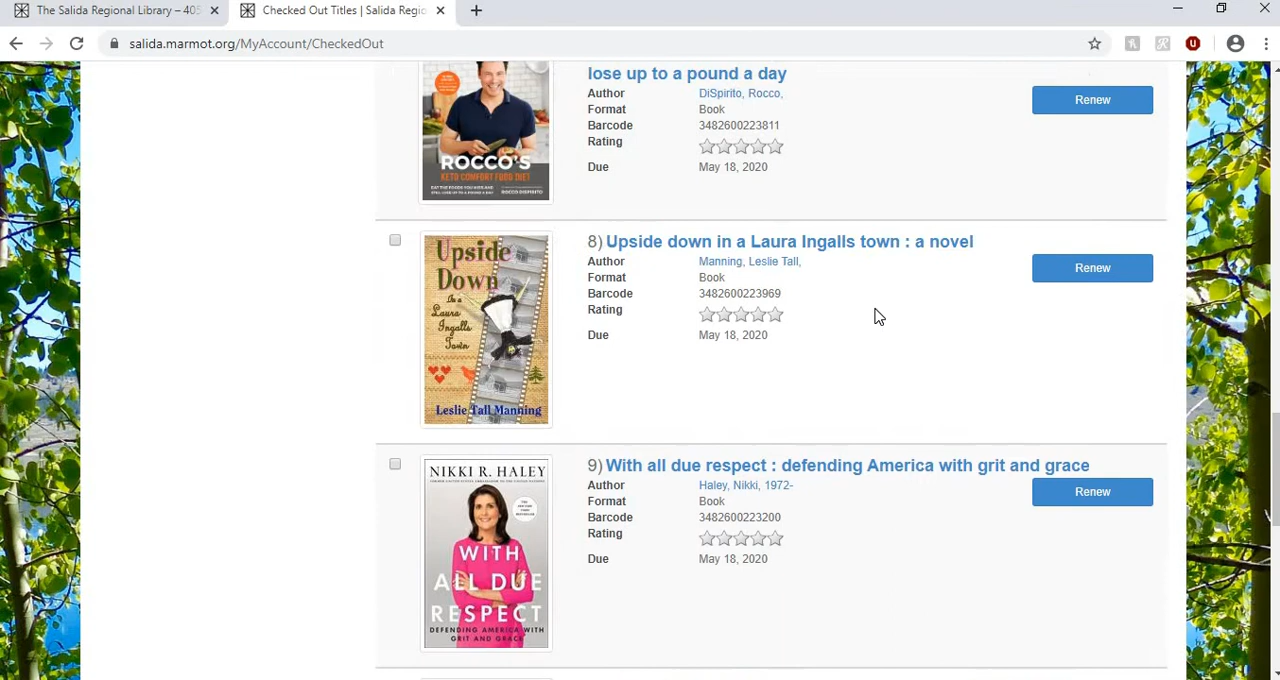 The Salida Regional Library – 405
Checked Out Titles | Salida Regio
salida.marmot.org/MyAccount/CheckedOut
lose up to a pound a day
Author DiSpirito, Rocco,
Format Book
Barcode 3482600223811
Rating
Due May 18, 2020
Renew
ROCCO'S
KETO COMFORT FOOD DIET
8) Upside down in a Laura Ingalls town : a novel
Author Manning, Leslie Tall,
Format Book
Barcode 3482600223969
Rating
Due May 18, 2020
Renew
Upside
Down
In a
Laura
Ingalls
Town
Leslie Tall Manning
9) With all due respect : defending America with grit and grace
Author Haley, Nikki, 1972-
Format Book
Barcode 3482600223200
Rating
Due May 18, 2020
Renew
NIKKI R. HALEY
WITH
ALL DUE
RESPECT
DEFENDING AMERICA WITH
GRIT AND GRACE